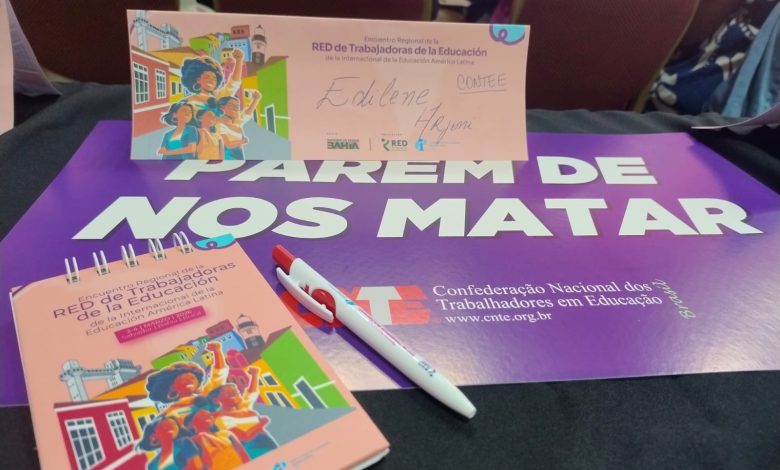 Encuentro Regional de la
RED de Trabajadoras de la Educación
de la Internacional de la Educación América Latina
Edilene
CONTEE
BAHIA
RED
PAREM DE
NOS MATAR
CNTE
Confederação Nacional dos
Trabalhadores em Educação
Brasil
www.cnte.org.br
Encuentro Regional de la
RED de Trabajadoras
de la Educación
de la Internacional de la
Educación América Latina